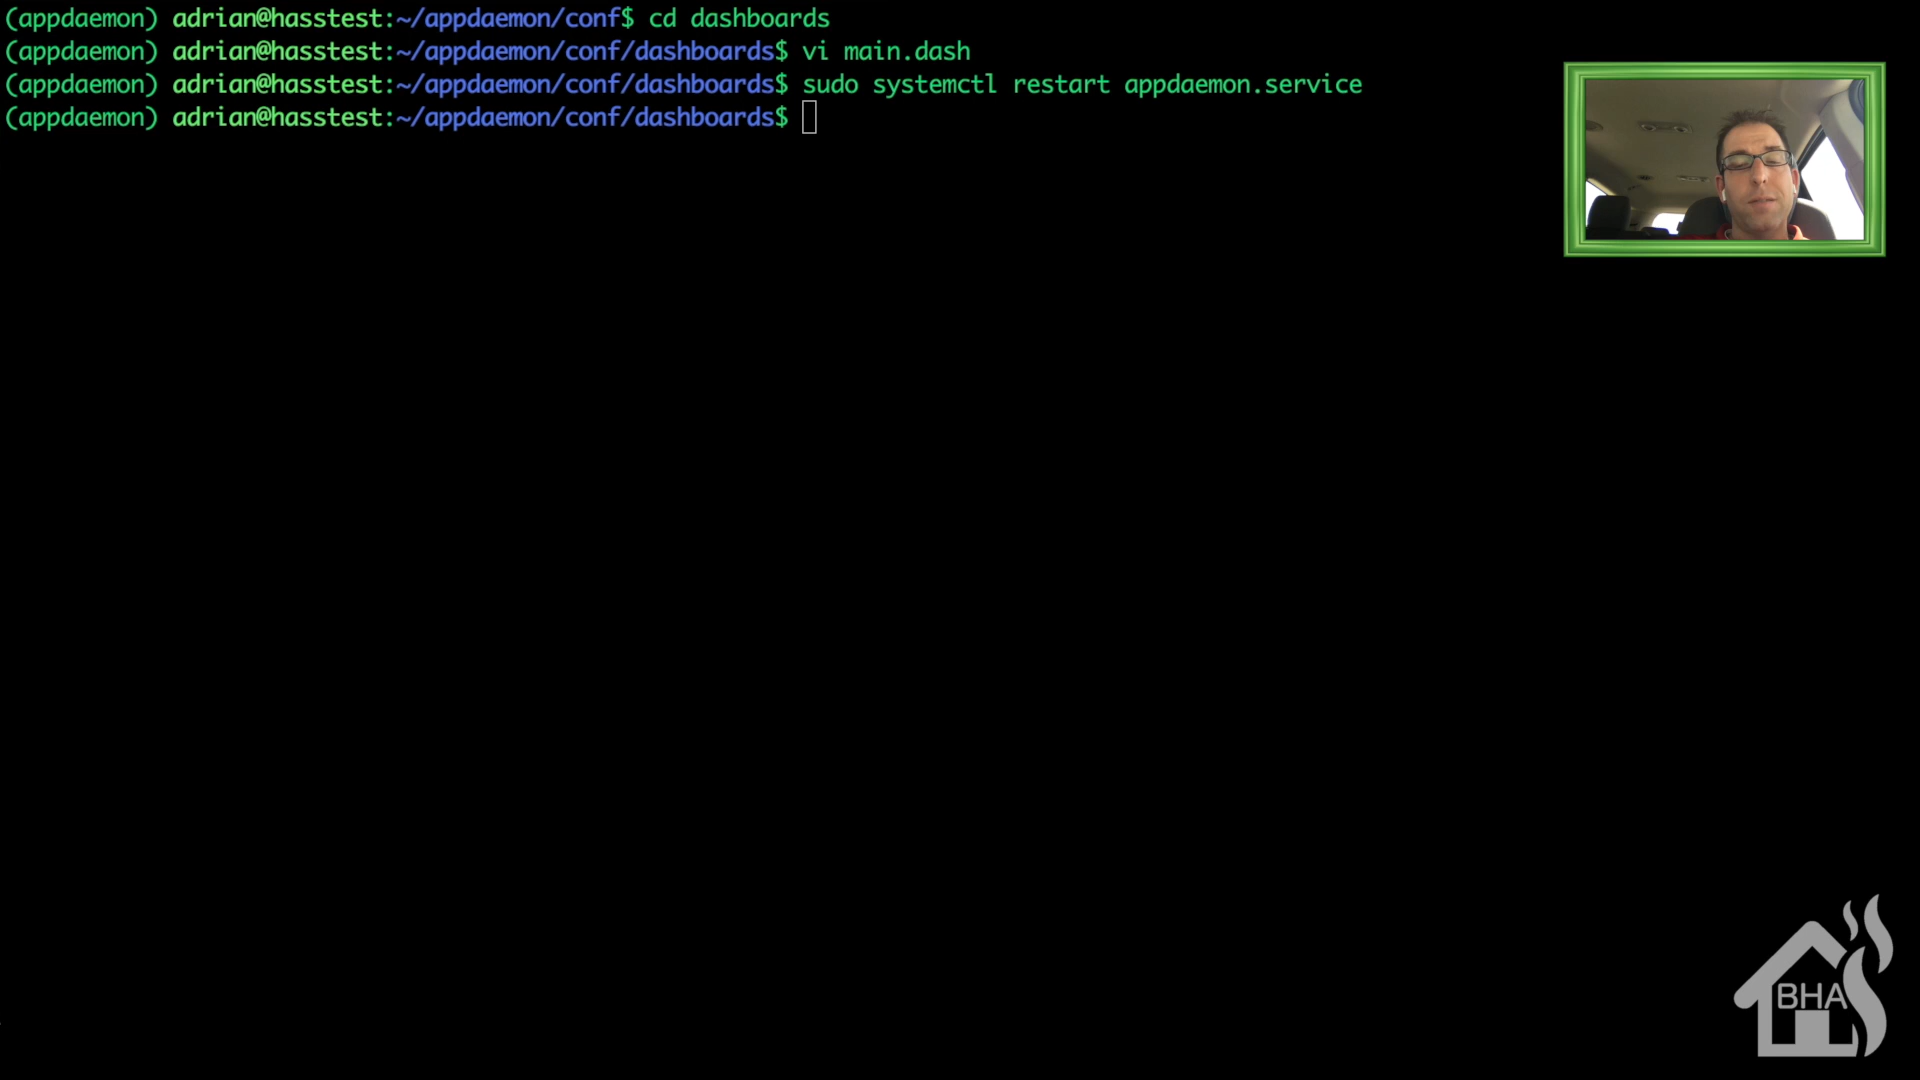 (appdaemon) adrian@hasstest:~/appdaemon/conf$ cd dashboards
(appdaemon) adrian@hasstest:~/appdaemon/conf/dashboards$ vi main.dash
(appdaemon) adrian@hasstest:~/appdaemon/conf/dashboards$ sudo systemctl restart appdaemon.service
(appdaemon) adrian@hasstest:~/appdaemon/conf/dashboards$
BHA